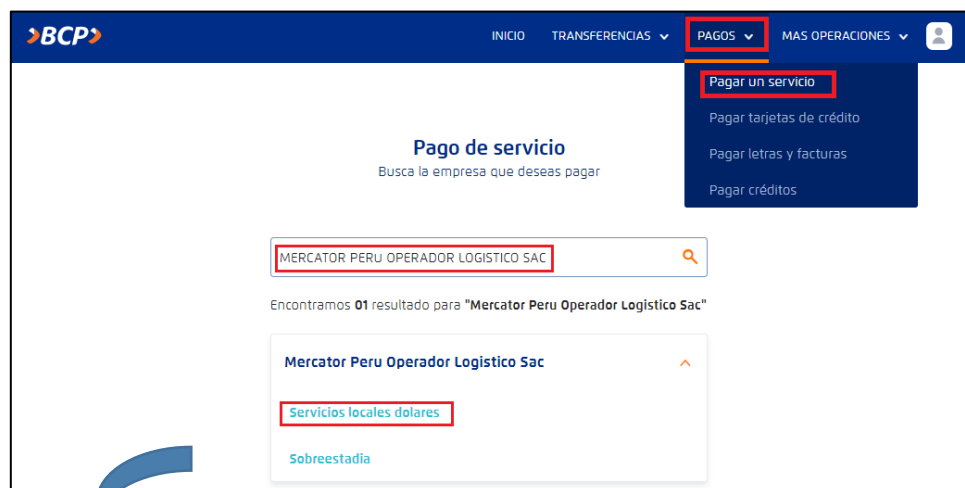 BCP
INICIO TRANSFERENCIAS PAGOS MAS OPERACIONES
Pagar un servicio
Pagar tarjetas de crédito
Pagar letras y facturas
Pagar créditos
Pago de servicio
Busca la empresa que deseas pagar
MERCATOR PERU OPERADOR LOGISTICO SAC
Encontramos 01 resultado para "Mercator Peru Operador Logistico Sac"
Mercator Peru Operador Logistico Sac
Servicios locales dolares
Sobreestadia